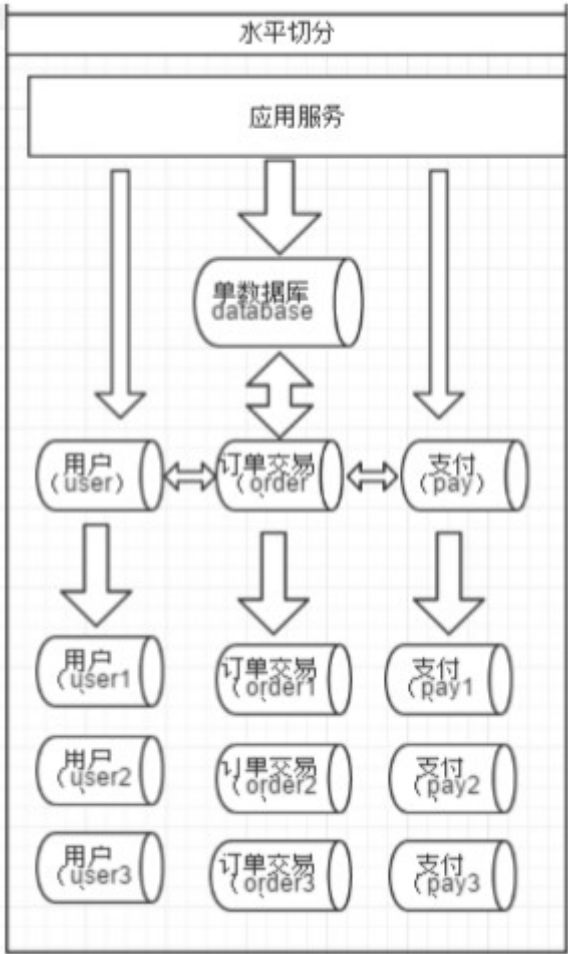 水平切分
应用服务
单数据库
database
用户
（user）
订单交易
（order
支付
（pay）
用户
（user1
订单交易
（order1
支付
（pay1
用户
（user2
订单交易
（order2
支付
（pay2
用户
（user3
订单交易
（order3
支付
（pay3